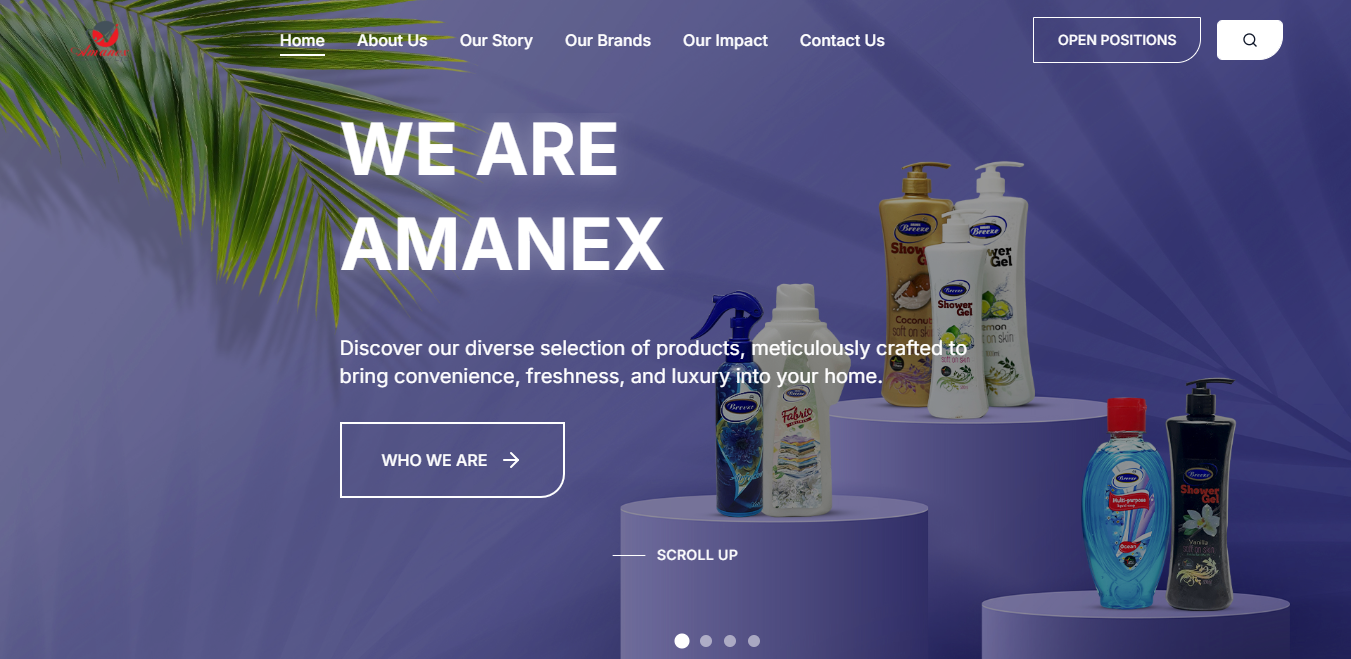 Home
About Us
Our Story
Our Brands
Our Impact
Contact Us
OPEN POSITIONS
WE ARE
AMANEX
Discover our diverse selection of products, meticulously crafted to
bring convenience, freshness, and luxury into your home.
WHO WE ARE
SCROLL UP
Breeze
Shower
Gel
Coconut
soft on skin
Breeze
Shower
Gel
soft on skin
Breeze
Gel
Breeze
Breeze
Fabric
Breeze
Multi-purpose
Ocean
Breeze
Shower
Gel
Vanilla
soft on skin